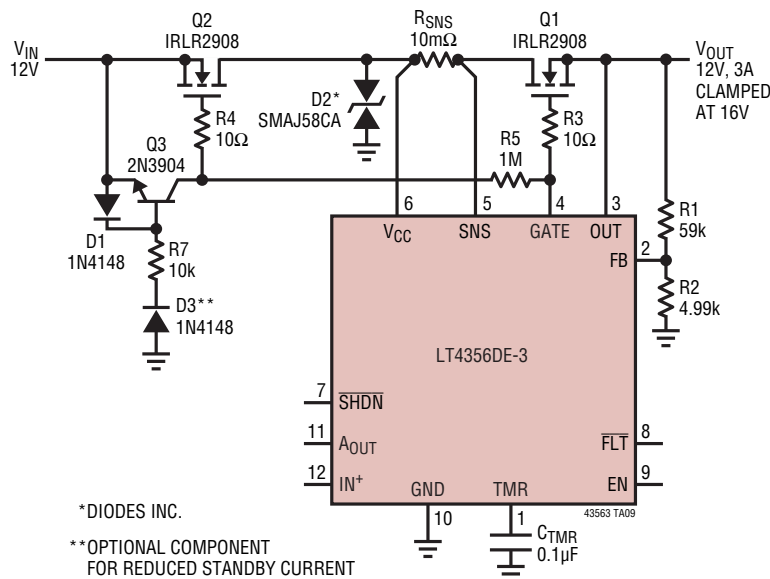 VIN
12V
Q2
IRLR2908
RSNS
10mΩ
Q1
IRLR2908
VOUT
12V, 3A
CLAMPED
AT 16V
D2*
SMAJ58CA
R4
10Ω
R3
10Ω
Q3
2N3904
R5
1M
D1
1N4148
R7
10k
D3**
1N4148
6
5
4
3
VCC
SNS
GATE
OUT
FB
2
R1
59k
R2
4.99k
LT4356DE-3
7
SHDN
11
AOUT
12
IN+
FLT
8
EN
9
GND
TMR
10
1
43563 TA09
CTMR
0.1µF
*DIODES INC.
**OPTIONAL COMPONENT
FOR REDUCED STANDBY CURRENT